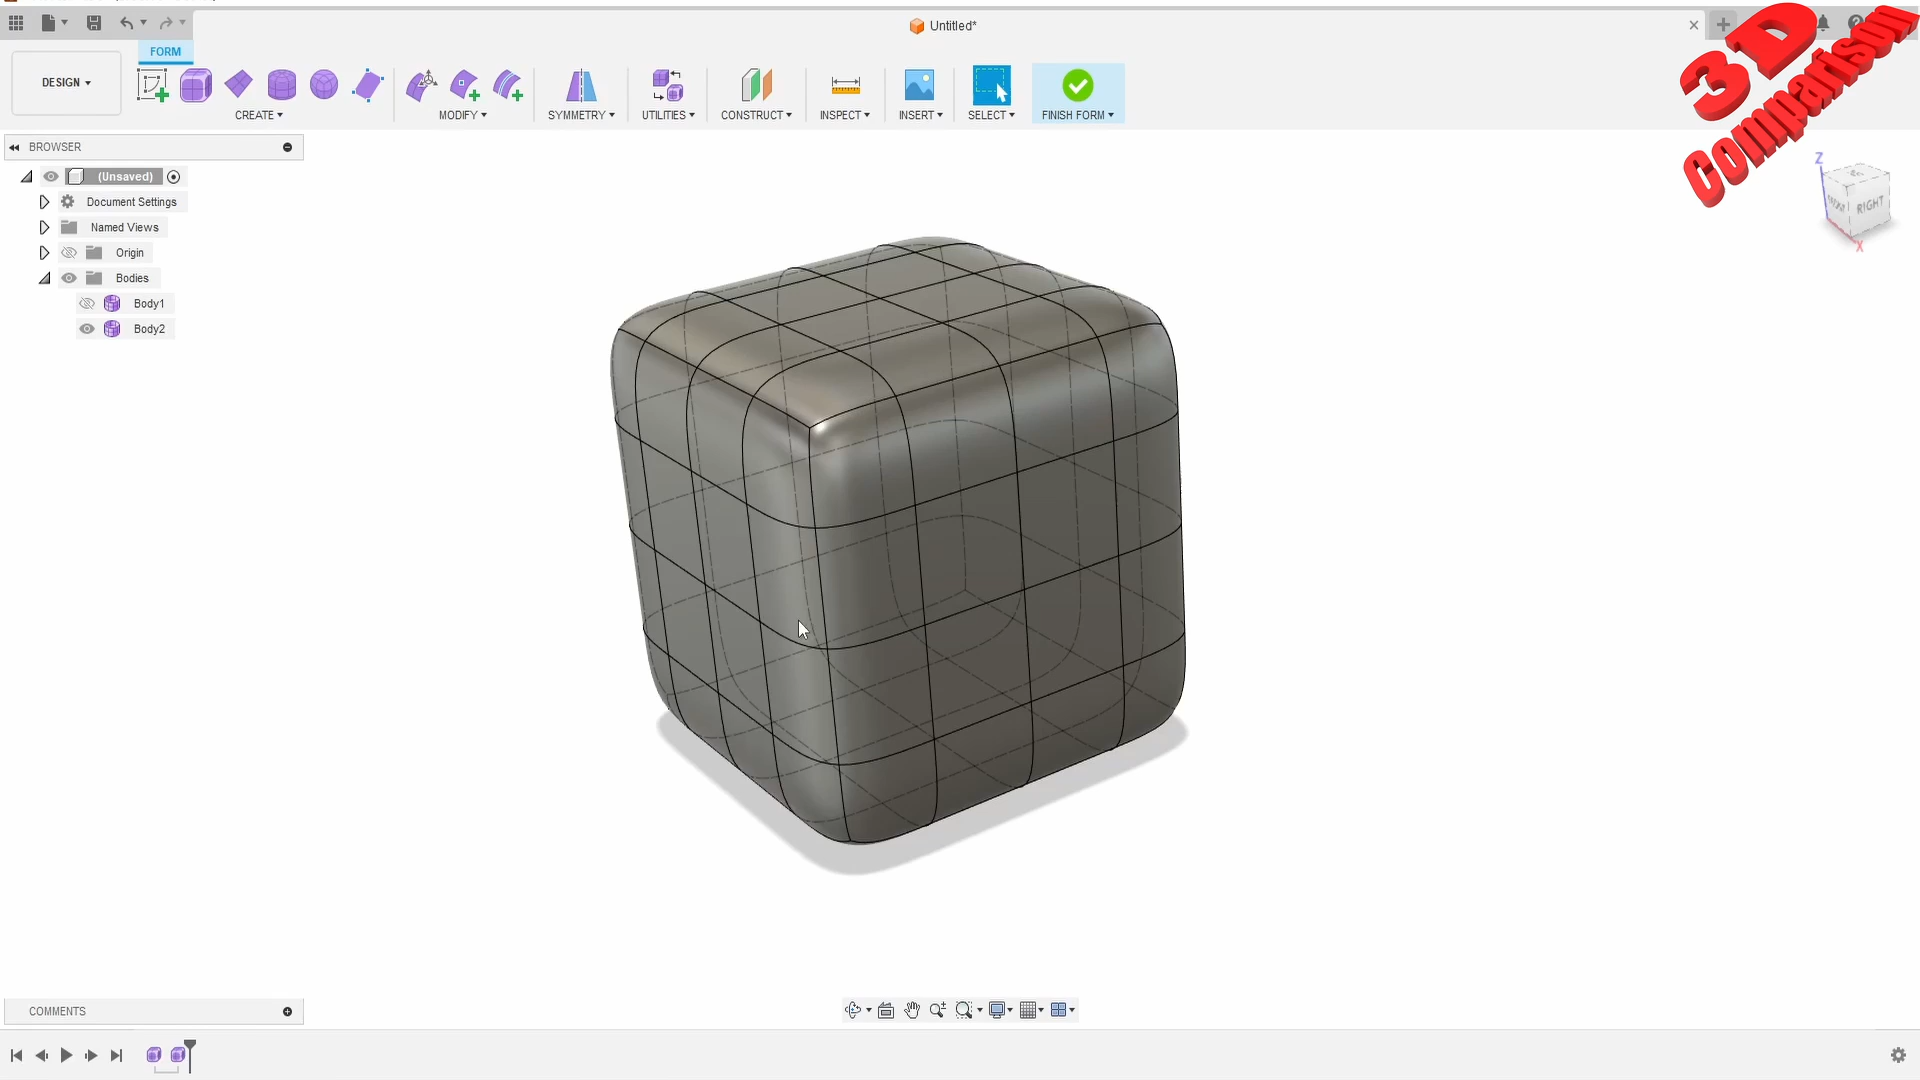 Untitled*
3D
Comparison
FORM
DESIGN
CREATE
MODIFY
SYMMETRY
UTILITIES
CONSTRUCT
INSPECT
INSERT
SELECT
FINISH FORM
BROWSER
(Unsaved)
Document Settings
Named Views
Origin
Bodies
Body1
Body2
Z
FRONT
RIGHT
X
COMMENTS